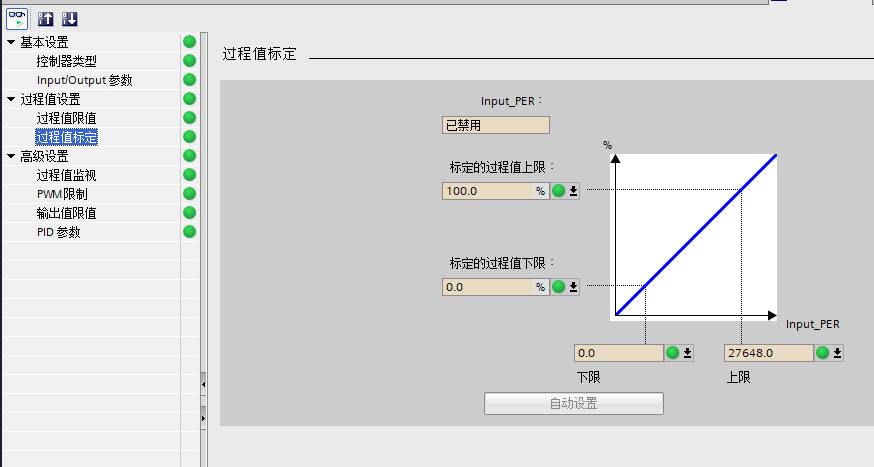 基本设置
控制器类型
Input/Output 参数
过程值设置
过程值限值
过程值标定
高级设置
过程值监视
PWM 限制
输出值限值
PID 参数
过程值标定
Input_PER：
已禁用
%
标定的过程值上限：
100.0 %
标定的过程值下限：
0.0 %
Input_PER
0.0
27648.0
下限
上限
自动设置